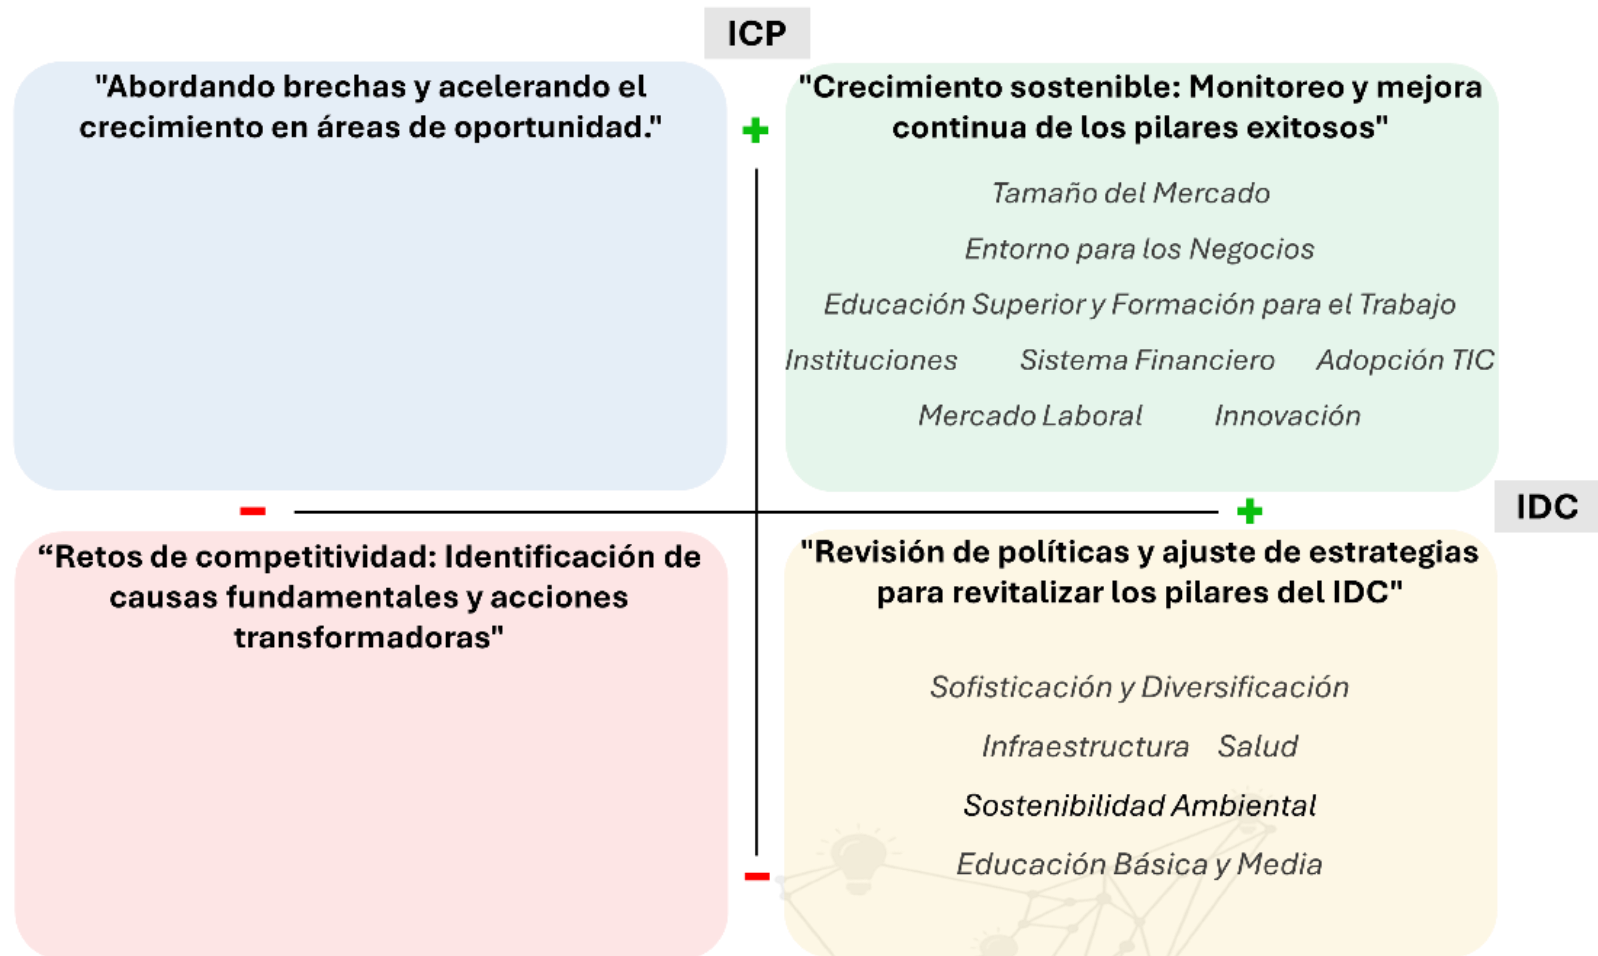 ICP
"Abordando brechas y acelerando el
crecimiento en áreas de oportunidad."
+
"Crecimiento sostenible: Monitoreo y mejora
continua de los pilares exitosos"
Tamaño del Mercado
Entorno para los Negocios
Educación Superior y Formación para el Trabajo
Instituciones Sistema Financiero Adopción TIC
Mercado Laboral Innovación
- +
IDC
“Retos de competitividad: Identificación de
causas fundamentales y acciones
transformadoras"
"Revisión de políticas y ajuste de estrategias
para revitalizar los pilares del IDC"
Sofisticación y Diversificación
Infraestructura Salud
Sostenibilidad Ambiental
Educación Básica y Media
-